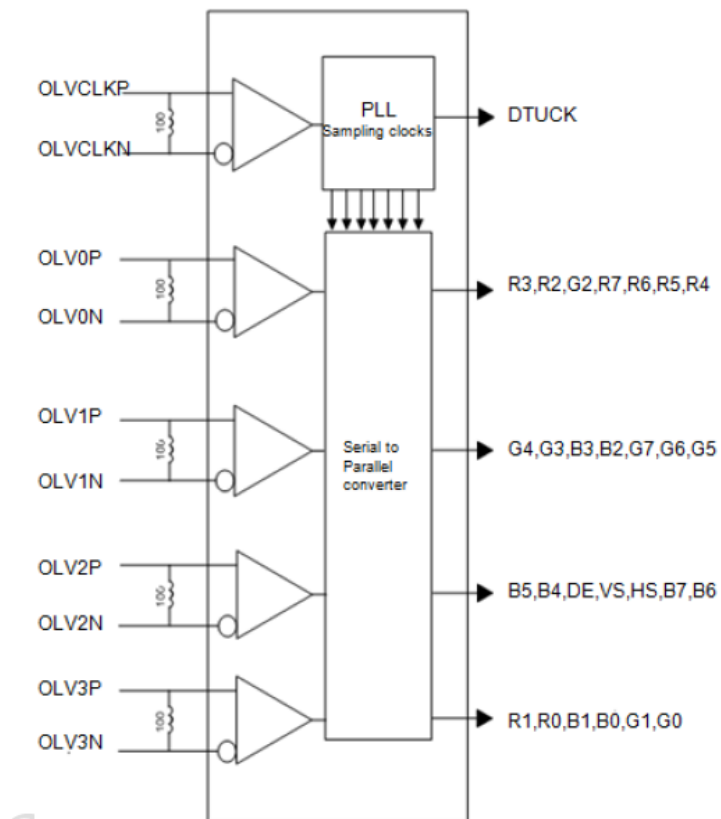 OLVCLKP
100
OLVCLKN
PLL
Sampling clocks
DTUCK
OLV0P
100
OLV0N
R3,R2,G2,R7,R6,R5,R4
OLV1P
100
OLV1N
Serial to
Parallel
converter
G4,G3,B3,B2,G7,G6,G5
OLV2P
100
OLV2N
B5,B4,DE,VS,HS,B7,B6
OLV3P
100
OLV3N
R1,R0,B1,B0,G1,G0